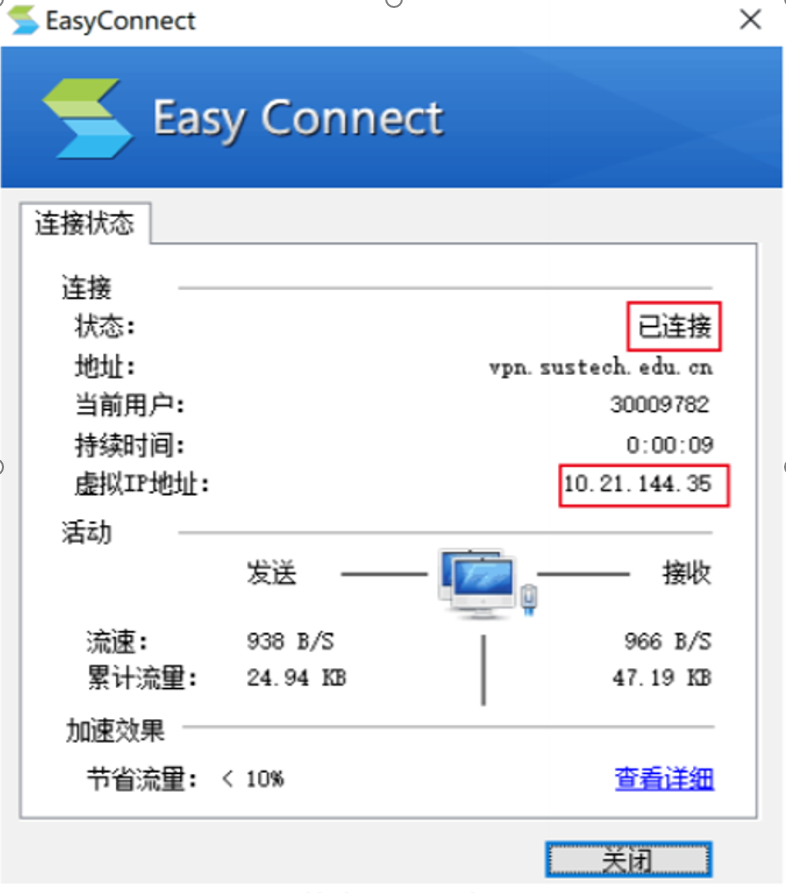 EasyConnect
Easy Connect
连接状态
连接
状态: 已连接
地址: vpn.sustech.edu.cn
当前用户: 30009782
持续时间: 0:00:09
虚拟IP地址: 10.21.144.35
活动
发送 接收
流速: 938 B/S 966 B/S
累计流量: 24.94 KB 47.19 KB
加速效果
节省流量: < 10% 查看详细
关闭